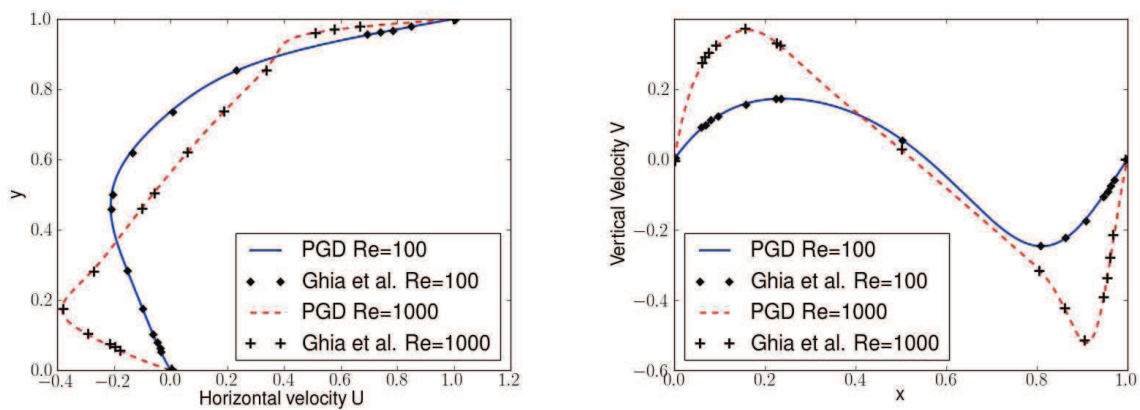 1.0
0.8
0.6
0.4
0.2
0.0
y
−0.4
−0.2
0.0
0.2
0.4
0.6
0.8
1.0
1.2
Horizontal velocity U
PGD Re=100
Ghia et al. Re=100
PGD Re=1000
Ghia et al. Re=1000
0.2
0.0
−0.2
−0.4
−0.6
Vertical Velocity V
0.0
0.2
0.4
0.6
0.8
1.0
x
PGD Re=100
Ghia et al. Re=100
PGD Re=1000
Ghia et al. Re=1000